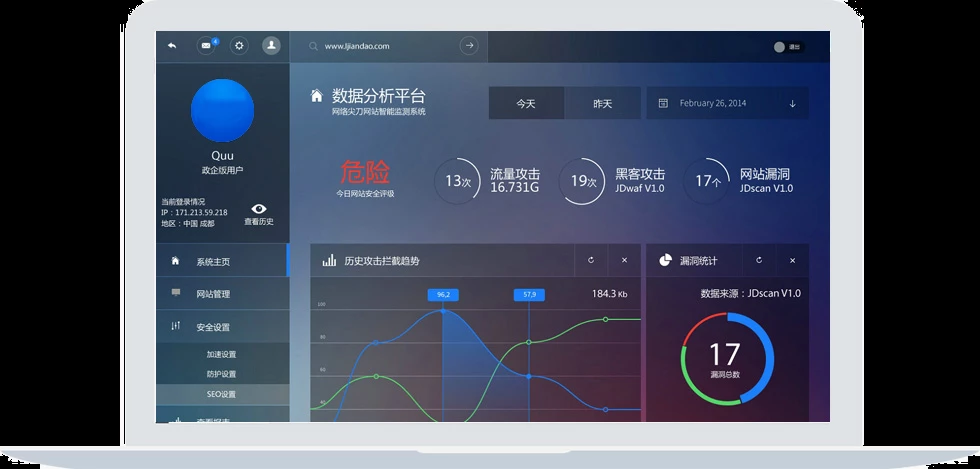 4
www.ljiandao.com
退出
Quu
政企版用户
当前登录情况
IP：171.213.59.218
地区：中国 成都
查看历史
系统主页
网站管理
安全设置
加速设置
防护设置
SEO设置
数据分析平台
网络尖刀网站智能监测系统
今天
昨天
February 26, 2014
危险
今日网站安全评级
13次
流量攻击
16.731G
19次
黑客攻击
JDwaf V1.0
17个
网站漏洞
JDscan V1.0
历史攻击拦截趋势
96,2
57,9
184.3 Kb
100
80
60
40
漏洞统计
数据来源：JDscan V1.0
17
漏洞总数